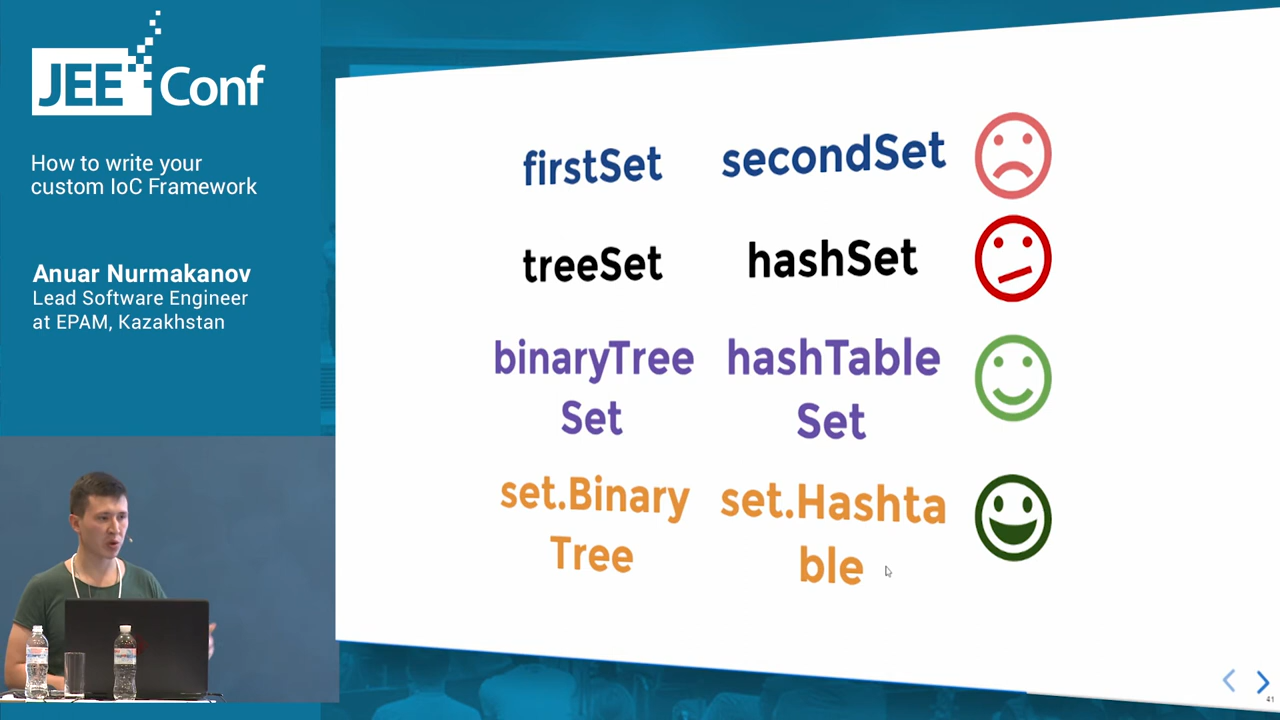 JEE Conf
How to write your
custom IoC Framework
Anuar Nurmakanov
Lead Software Engineer
at EPAM, Kazakhstan
firstSet secondSet
treeSet hashSet
binaryTree hashTable
Set Set
set.Binary set.Hashta
Tree ble
41